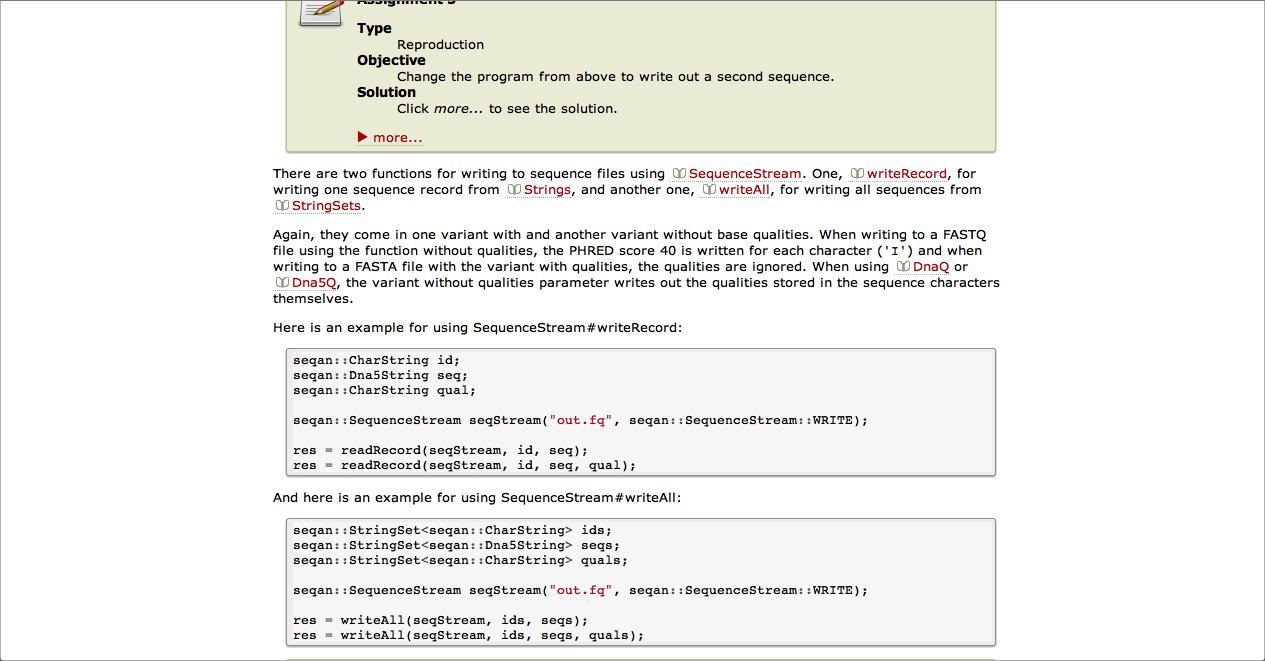 Assignment 5
Type
Reproduction
Objective
Change the program from above to write out a second sequence.
Solution
Click more... to see the solution.
▶ more...
There are two functions for writing to sequence files using SequenceStream. One, writeRecord, for
writing one sequence record from Strings, and another one, writeAll, for writing all sequences from
StringSets.
Again, they come in one variant with and another variant without base qualities. When writing to a FASTQ
file using the function without qualities, the PHRED score 40 is written for each character ('I') and when
writing to a FASTA file with the variant with qualities, the qualities are ignored. When using DnaQ or
Dna5Q, the variant without qualities parameter writes out the qualities stored in the sequence characters
themselves.
Here is an example for using SequenceStream#writeRecord:
seqan::CharString id;
seqan::Dna5String seq;
seqan::CharString qual;
seqan::SequenceStream seqStream("out.fq", seqan::SequenceStream::WRITE);
res = readRecord(seqStream, id, seq);
res = readRecord(seqStream, id, seq, qual);
And here is an example for using SequenceStream#writeAll:
seqan::StringSet<seqan::CharString> ids;
seqan::StringSet<seqan::Dna5String> seqs;
seqan::StringSet<seqan::CharString> quals;
seqan::SequenceStream seqStream("out.fq", seqan::SequenceStream::WRITE);
res = writeAll(seqStream, ids, seqs);
res = writeAll(seqStream, ids, seqs, quals);